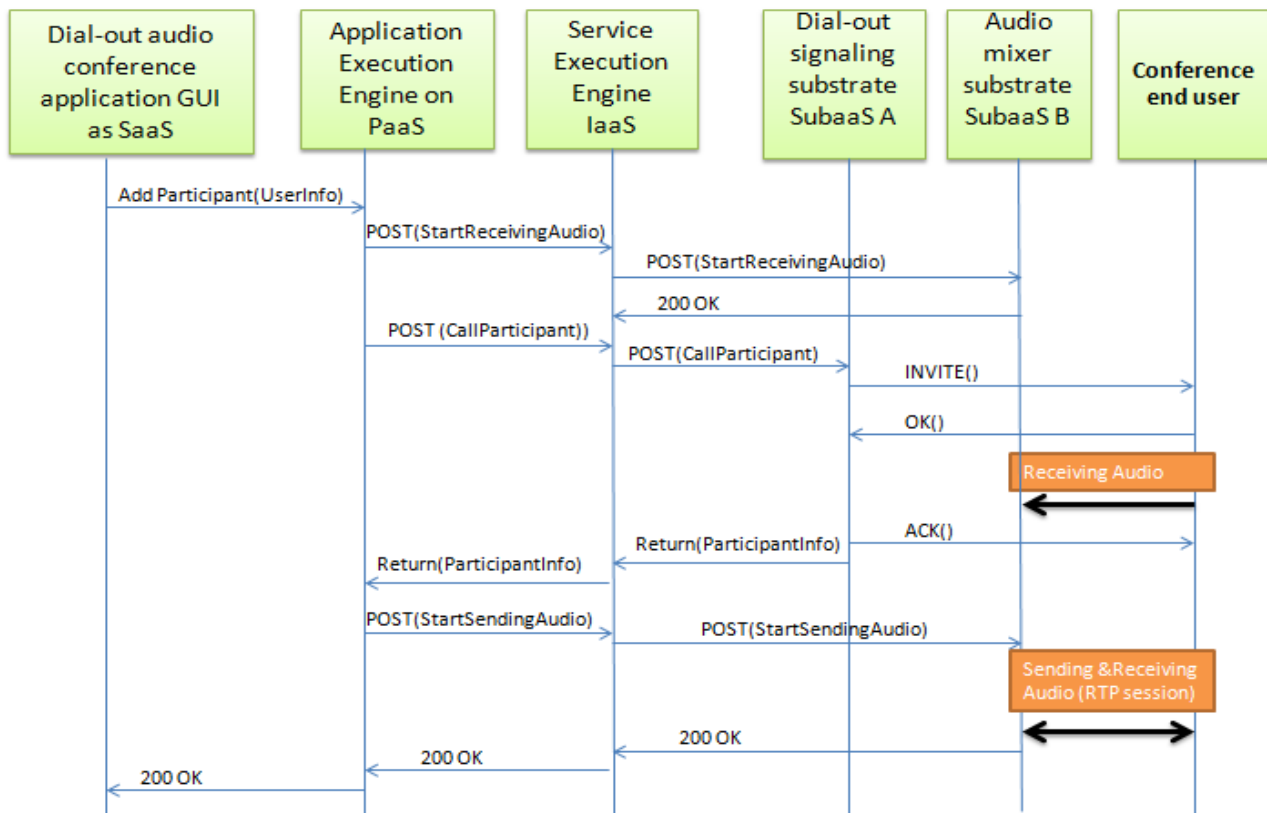 Dial-out audio
conference
application GUI
as SaaS
Application
Execution
Engine on
PaaS
Service
Execution
Engine
IaaS
Dial-out
signaling
substrate
SubaaS A
Audio
mixer
substrate
SubaaS B
Conference
end user
Add Participant(UserInfo)
POST(StartReceivingAudio)
POST(StartReceivingAudio)
200 OK
POST (CallParticipant))
POST(CallParticipant)
INVITE()
OK()
Receiving Audio
ACK()
Return(ParticipantInfo)
Return(ParticipantInfo)
POST(StartSendingAudio)
POST(StartSendingAudio)
Sending &Receiving
Audio (RTP session)
200 OK
200 OK
200 OK